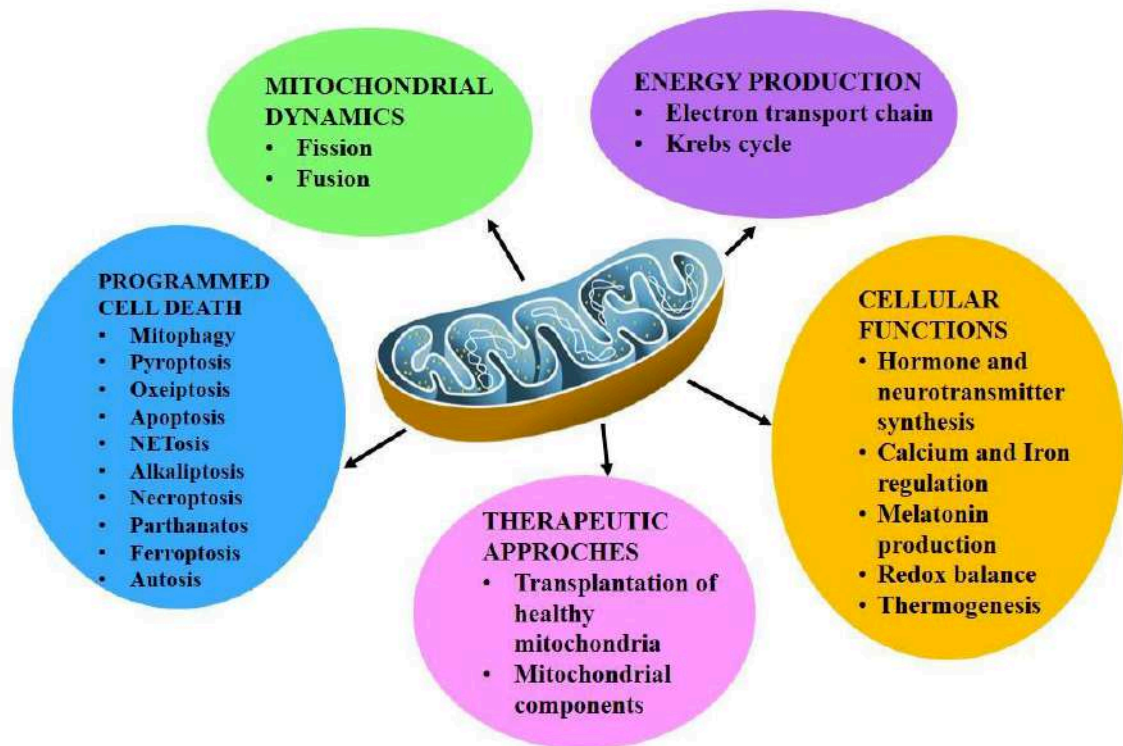 MITOCHONDRIAL
DYNAMICS
• Fission
• Fusion
ENERGY PRODUCTION
• Electron transport chain
• Krebs cycle
PROGRAMMED
CELL DEATH
• Mitophagy
• Pyroptosis
• Oxeiptosis
• Apoptosis
• NETosis
• Alkaliptosis
• Necroptosis
• Parthanatos
• Ferroptosis
• Autosis
CELLULAR
FUNCTIONS
• Hormone and
neurotransmitter
synthesis
• Calcium and Iron
regulation
• Melatonin
production
• Redox balance
• Thermogenesis
THERAPEUTIC
APPROCHES
• Transplantation of
healthy
mitochondria
• Mitochondrial
components